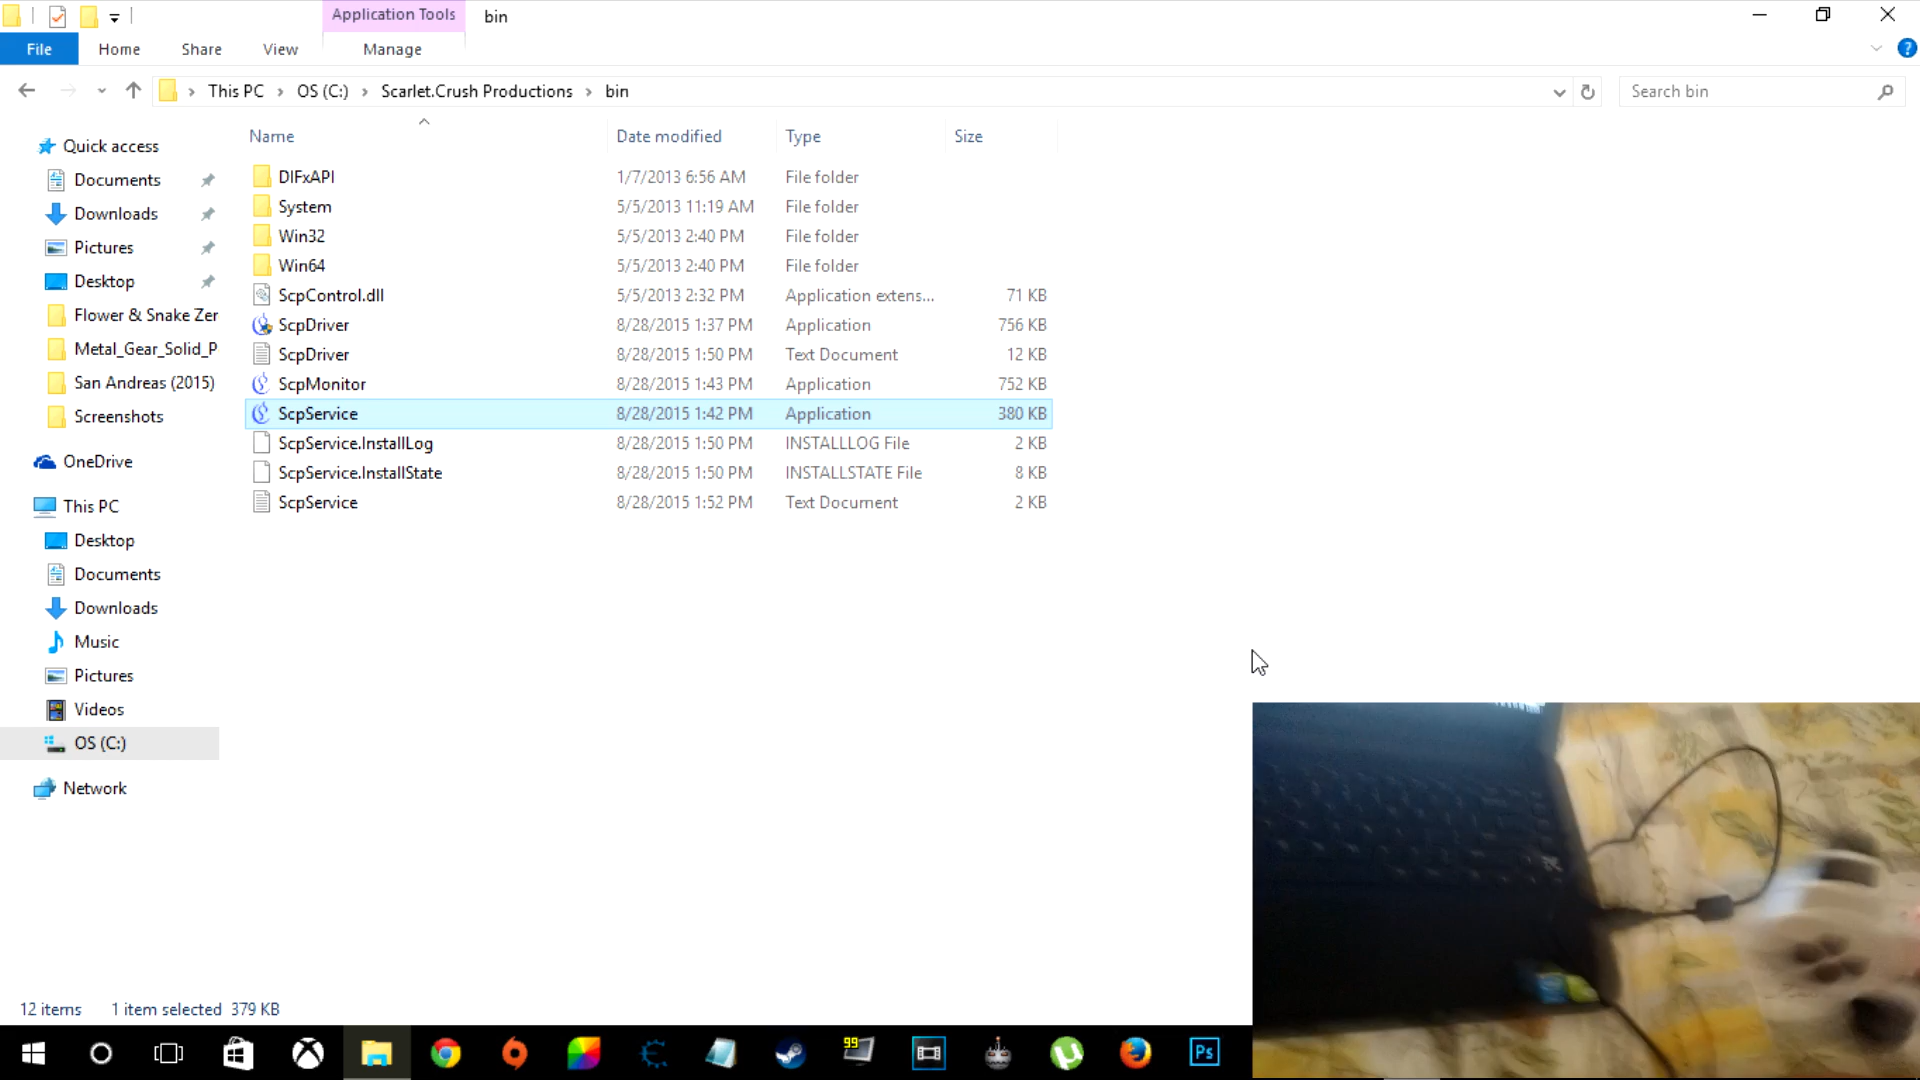 Application Tools bin
File Home Share View Manage
This PC OS (C:) Scarlet.Crush Productions bin
Search bin
Quick access
Documents
Downloads
Pictures
Desktop
Flower & Snake Zer
Metal_Gear_Solid_P
San Andreas (2015)
Screenshots
OneDrive
This PC
Desktop
Documents
Downloads
Music
Pictures
Videos
OS (C:)
Network
Name Date modified Type Size
DIFxAPI 1/7/2013 6:56 AM File folder
System 5/5/2013 11:19 AM File folder
Win32 5/5/2013 2:40 PM File folder
Win64 5/5/2013 2:40 PM File folder
ScpControl.dll 5/5/2013 2:32 PM Application extens... 71 KB
ScpDriver 8/28/2015 1:37 PM Application 756 KB
ScpDriver 8/28/2015 1:50 PM Text Document 12 KB
ScpMonitor 8/28/2015 1:43 PM Application 752 KB
ScpService 8/28/2015 1:42 PM Application 380 KB
ScpService.InstallLog 8/28/2015 1:50 PM INSTALLLOG File 2 KB
ScpService.InstallState 8/28/2015 1:50 PM INSTALLSTATE File 8 KB
ScpService 8/28/2015 1:52 PM Text Document 2 KB
12 items 1 item selected 379 KB
99
Ps